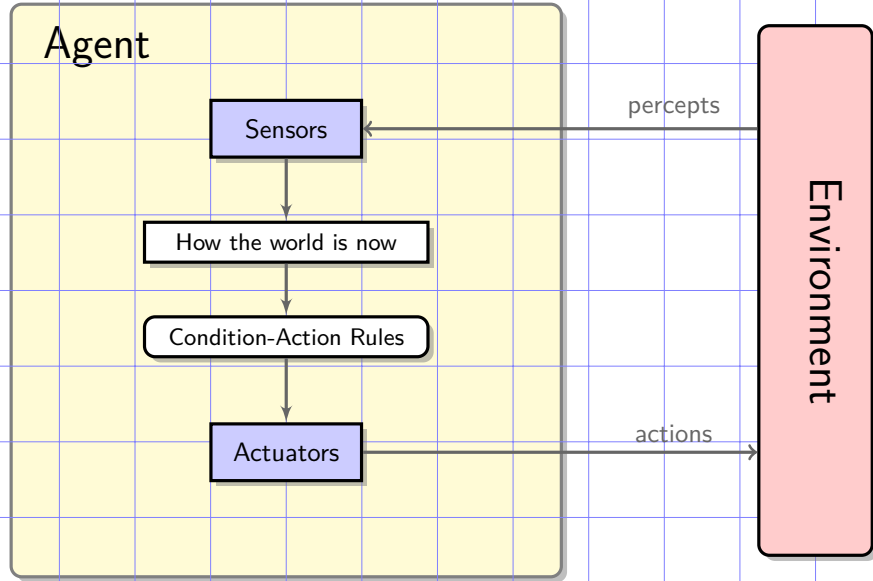 Agent
Sensors
percepts
How the world is now
Condition-Action Rules
Actuators
actions
Environment